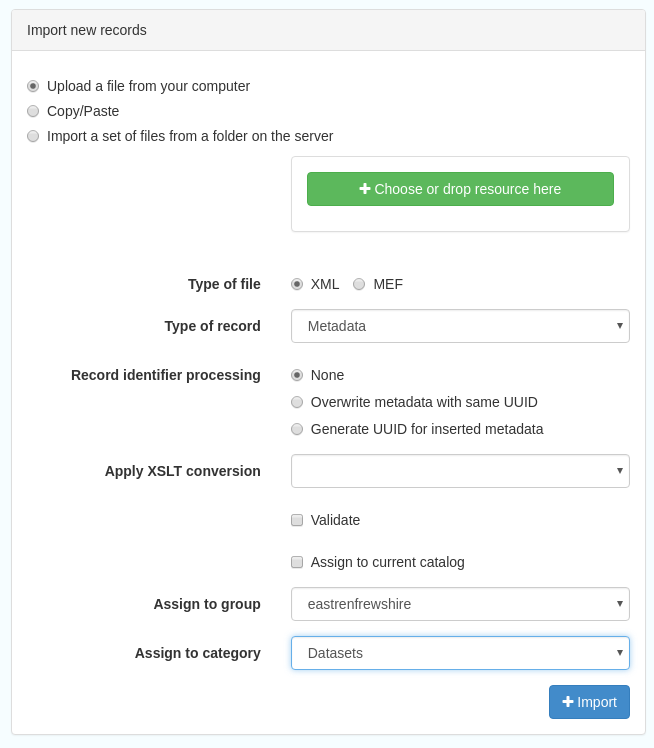 Import new records
Upload a file from your computer
Copy/Paste
Import a set of files from a folder on the server
Choose or drop resource here
Type of file XML MEF
Type of record Metadata
Record identifier processing None
Overwrite metadata with same UUID
Generate UUID for inserted metadata
Apply XSLT conversion
Validate
Assign to current catalog
Assign to group eastrenfrewshire
Assign to category Datasets
Import